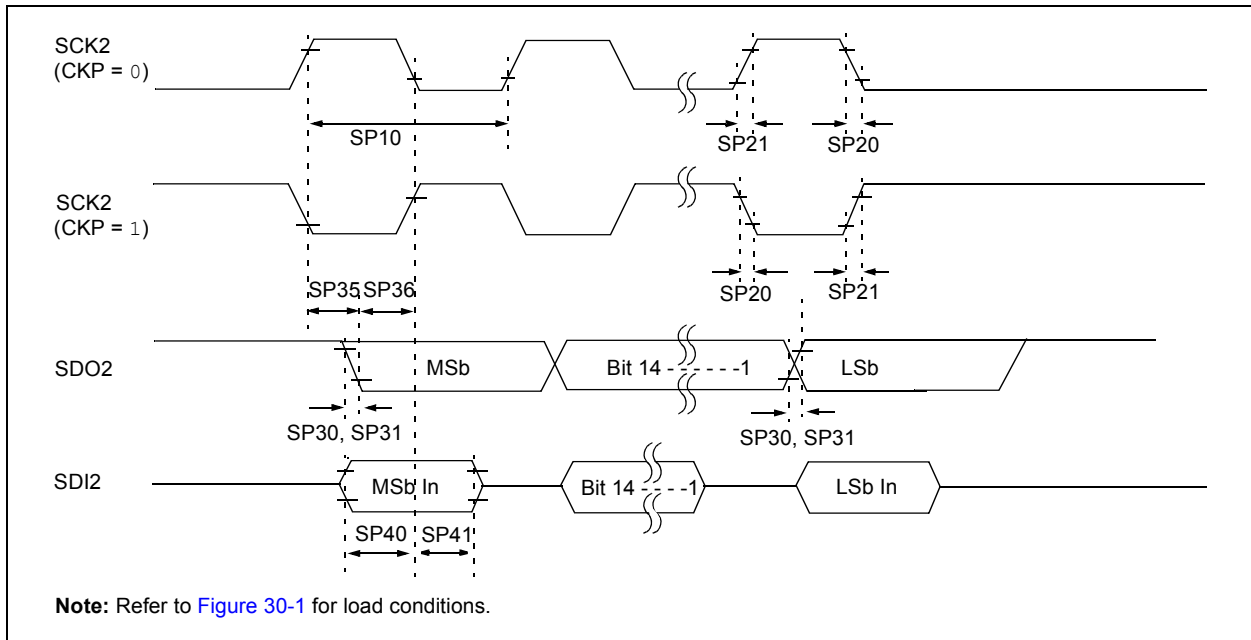 SCK2
(CKP = 0)
SP10
SP21
SP20
SCK2
(CKP = 1)
SP35
SP36
SP20
SP21
SDO2
MSb
Bit 14 - - - - - -1
LSb
SP30, SP31
SP30, SP31
SDI2
MSb In
Bit 14 - - - -1
LSb In
SP40
SP41
Note: Refer to Figure 30-1 for load conditions.